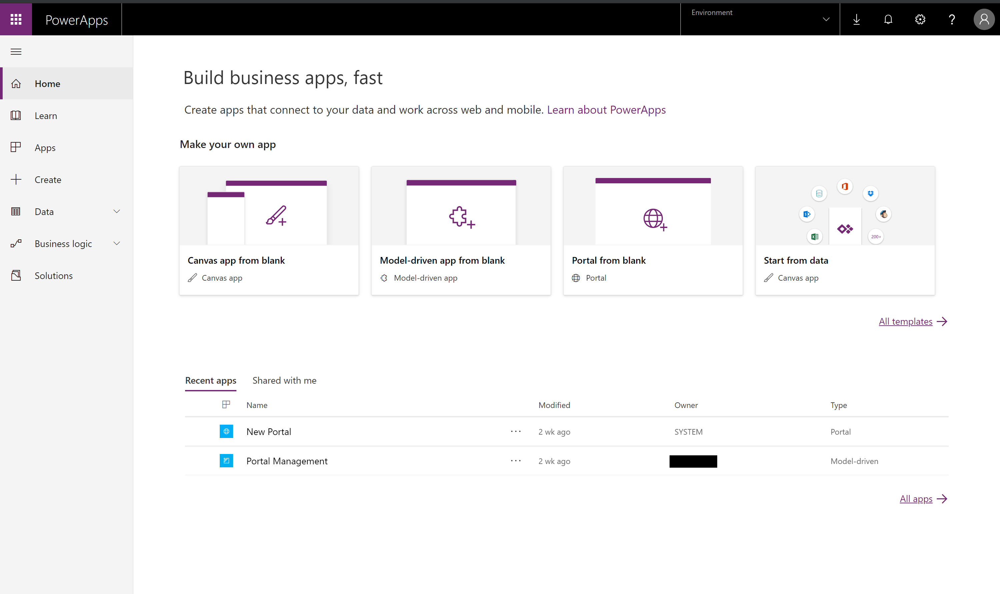 PowerApps
Environment
Home
Learn
Apps
Create
Data
Business logic
Solutions
Build business apps, fast
Create apps that connect to your data and work across web and mobile. Learn about PowerApps
Make your own app
Canvas app from blank
Canvas app
Model-driven app from blank
Model-driven app
Portal from blank
Portal
200+
Start from data
Canvas app
All templates
Recent apps Shared with me
Name Modified Owner Type
New Portal ... 2 wk ago SYSTEM Portal
Portal Management ... 2 wk ago Model-driven
All apps